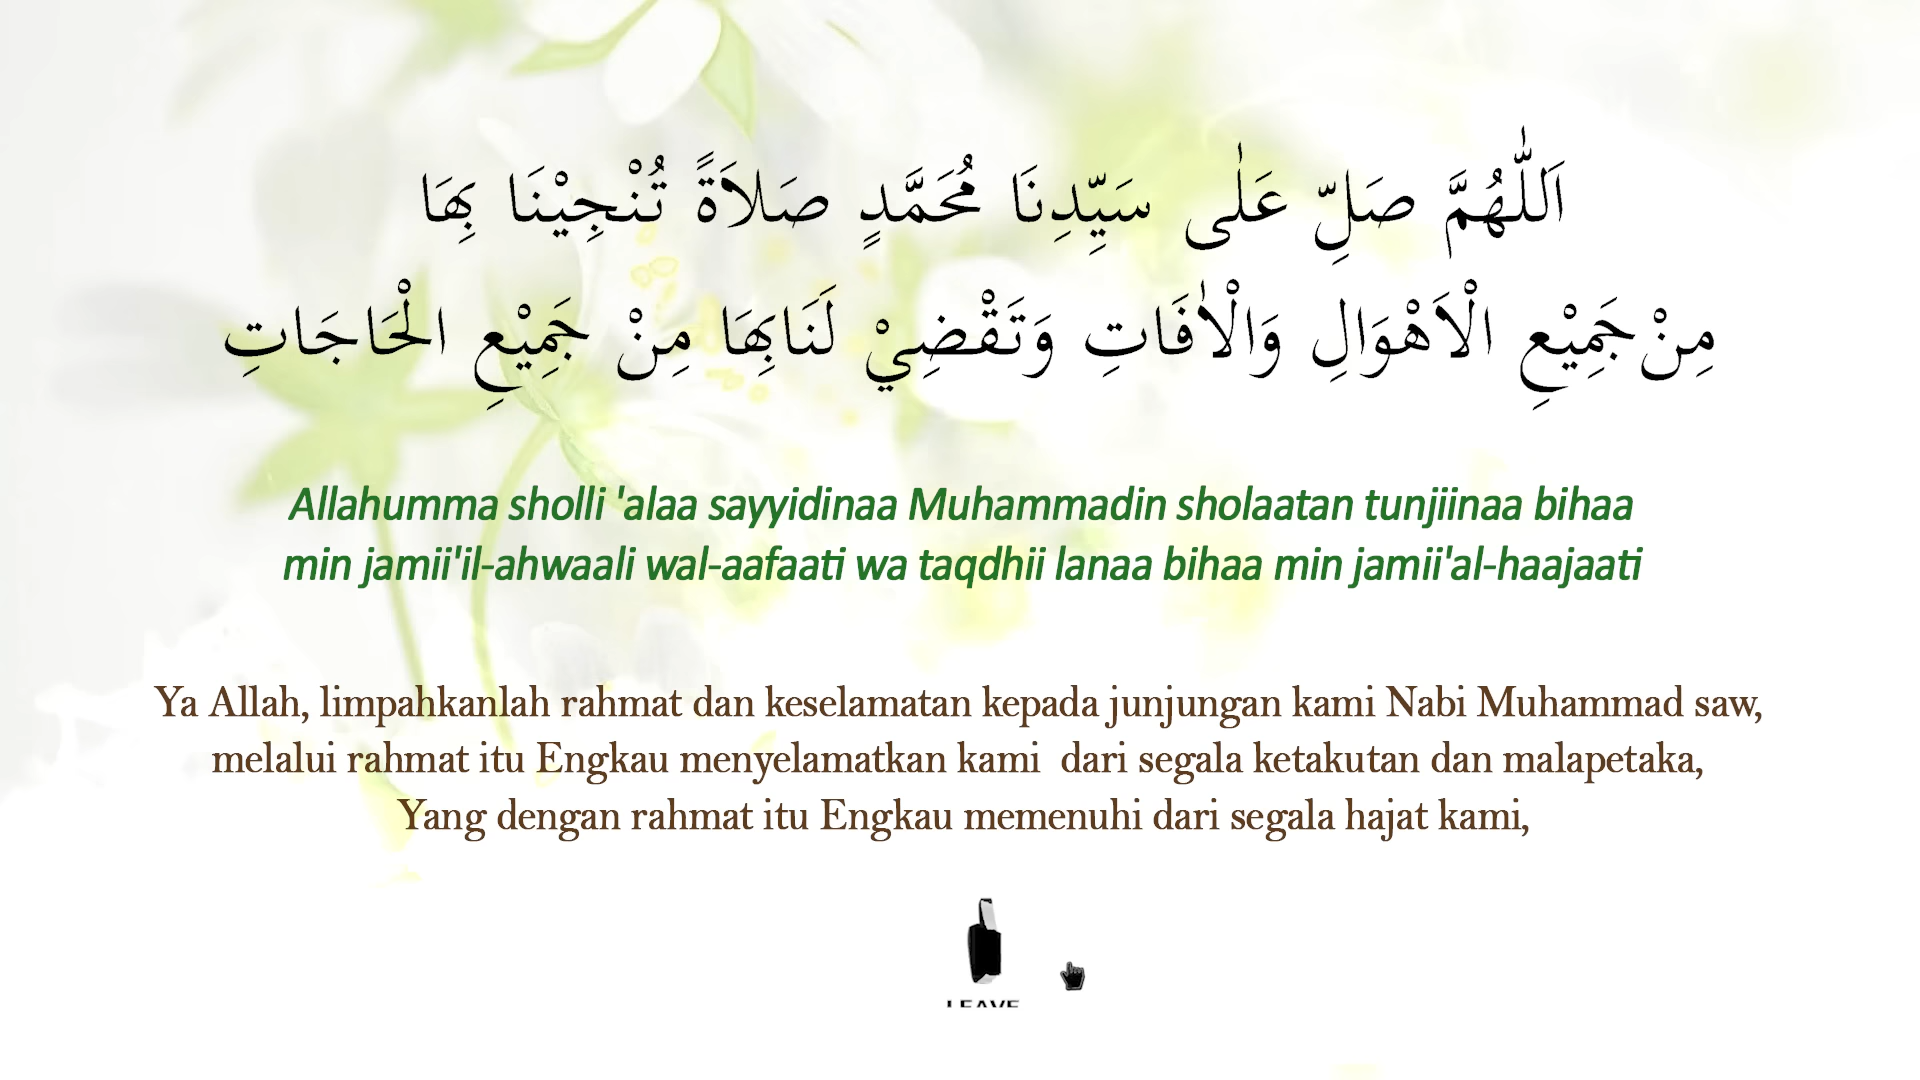 اَللّٰهُمَّ صَلِّ عَلٰى سَيِّدِنَا مُحَمَّدٍ صَلاَةً تُنْجِيْنَا بِهَا
مِنْ جَمِيْعِ الْاَهْوَالِ وَالْاٰفَاتِ وَتَقْضِيْ لَنَابِهَا مِنْ جَمِيْعِ الْحَاجَاتِ
Allahumma sholli 'alaa sayyidinaa Muhammadin sholaatan tunjiinaa bihaa
min jamii'il-ahwaali wal-aafaati wa taqdhii lanaa bihaa min jamii'al-haajaati
Ya Allah, limpahkanlah rahmat dan keselamatan kepada junjungan kami Nabi Muhammad saw,
melalui rahmat itu Engkau menyelamatkan kami dari segala ketakutan dan malapetaka,
Yang dengan rahmat itu Engkau memenuhi dari segala hajat kami,
LEAVE